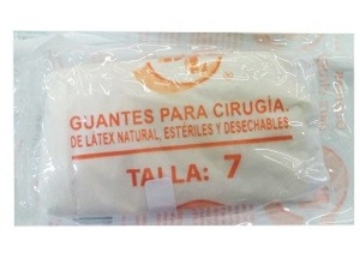 GUANTES PARA CIRUGÍA.
DE LÁTEX NATURAL, ESTÉRILES Y DESECHABLES
TALLA: 7